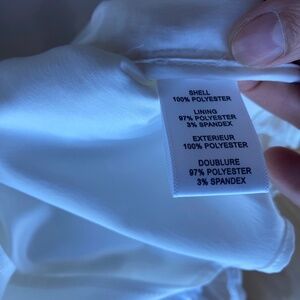 SHELL
100% POLYESTER
LINING
97% POLYESTER
3% SPANDEX
EXTERIEUR
100% POLYESTER
DOUBLURE
97% POLYESTER
3% SPANDEX